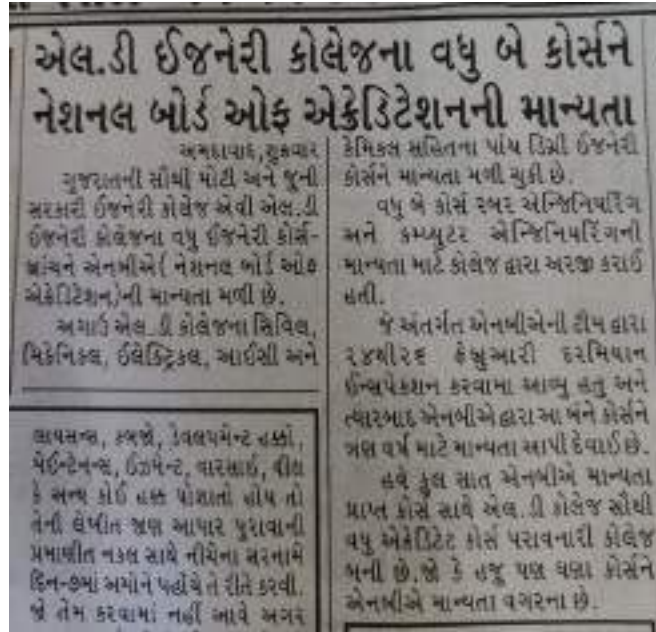 એલ.ડી ઈજનેરી કોલેજના વધુ બે કોર્સને
નેશનલ બોર્ડ ઓફ એક્રેડિટેશનની માન્યતા
અમદાવાદ,શુક્રવાર
ગુજરાતની સૌથી મોટી અને જુની
સરકારી ઈજનેરી કોલેજ એવી એલ.ડી
ઈજનેરી કોલેજના વધુ ઈજનેરી કોર્સ-
બ્રાંચને એનબીએ( નેશનલ બોર્ડ ઓફ
એક્રેડિટેશન)ની માન્યતા મળી છે.
અગાઉ એલ.ડી કોલેજના સિવિલ,
મિકેનિકલ, ઈલેક્ટ્રિકલ, આઈસી અને
કેમિકલ સહિતના પાંચ ડિગ્રી ઈજનેરી
કોર્સને માન્યતા મળી ચુકી છે.
વધુ બે કોર્સ રબર એન્જિનિયરિંગ
અને કમ્પ્યુટર એન્જિનિયરિંગની
માન્યતા માટે કોલેજ દ્વારા અરજી કરાઈ
હતી.
જે અંતર્ગત એનબીએની ટીમ દ્વારા
૨૪થી૨૬ ફેબ્રુઆરી દરમિયાન
ઈન્સપેકશન કરવામા આવ્યુ હતુ અને
ત્યારબાદ એનબીએ દ્વારા આ બંને કોર્સને
ત્રણ વર્ષ માટે માન્યતા આપી દેવાઈ છે.
હવે કુલ સાત એનબીએ માન્યતા
પ્રાપ્ત કોર્સ સાથે એલ.ડી કોલેજ સૌથી
વધુ એક્રેડિટેટ કોર્સ ધરાવનારી કોલેજ
બની છે.જો કે હજુ પણ ઘણા કોર્સને
એનબીએ માન્યતા વગરના છે.
લાયસન્સ, કબજો, ડેવલપમેન્ટ હક્કો,
મેઈન્ટેનન્સ, ઈઝમેન્ટ, વારસાઈ, વીલ
કે અન્ય કોઈ હક્ક પોશાતો હોય તો
તેની લેખીત જાણ આધાર પુરાવાની
પ્રમાણીત નકલ સાથે નીચેના સરનામે
દિન-૭માં અમોને પહોંચે તે રીતે કરવી.
જો તેમ કરવામાં નહીં આવે અગર